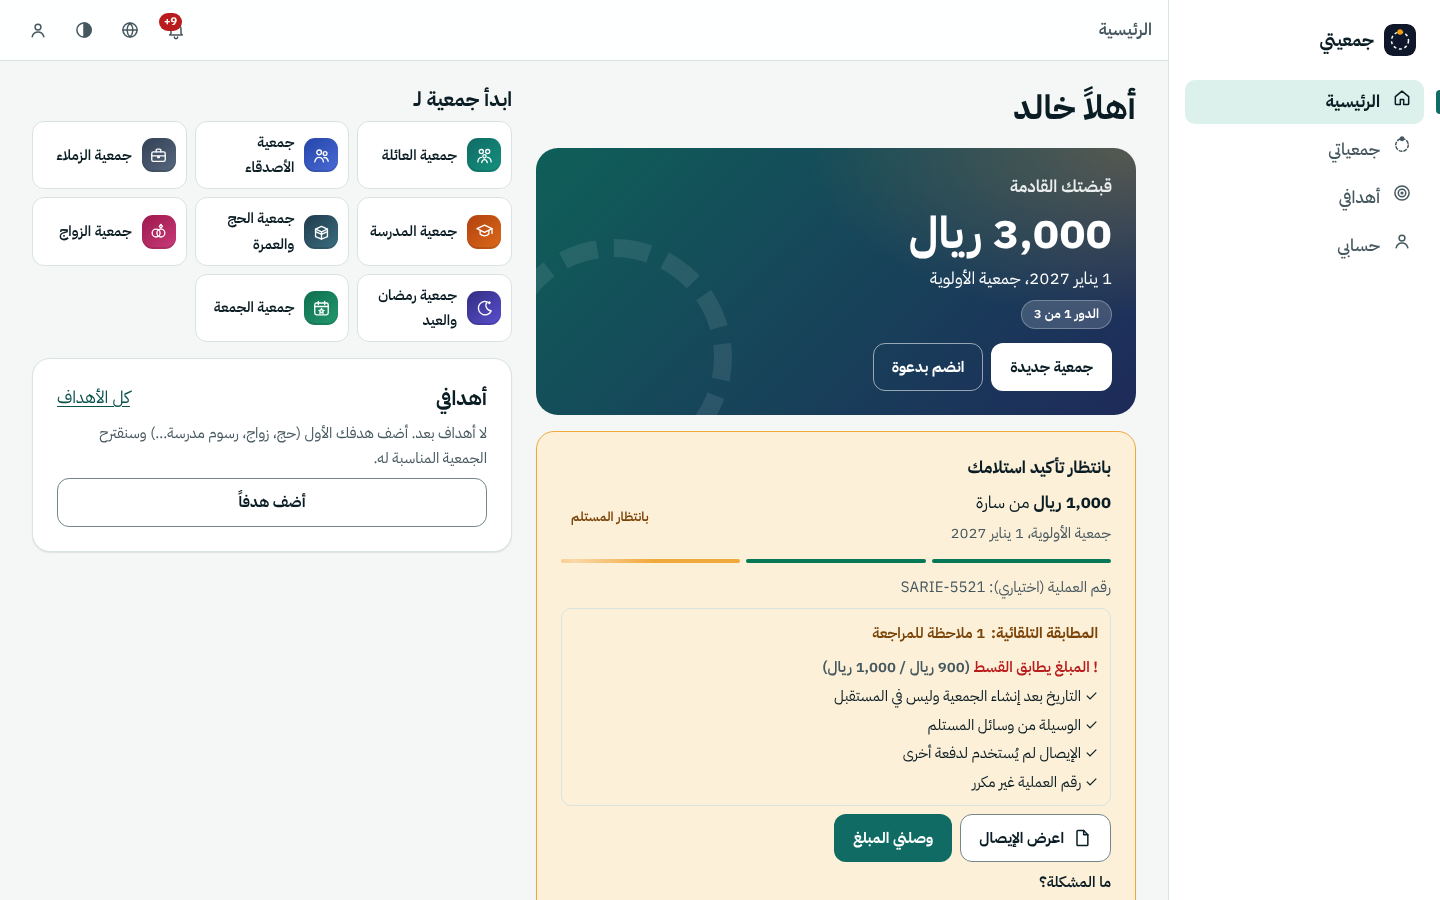 جمعيتي
الرئيسية
جمعياتي
أهدافي
حسابي
الرئيسية
+9
أهلاً خالد
قبضتك القادمة
3,000 ريال
1 يناير 2027، جمعية الأولوية
الدور 1 من 3
جمعية جديدة
انضم بدعوة
بانتظار تأكيد استلامك
1,000 ريال من سارة
جمعية الأولوية، 1 يناير 2027
بانتظار المستلم
رقم العملية (اختياري): SARIE-5521
المطابقة التلقائية: 1 ملاحظة للمراجعة
! المبلغ يطابق القسط (900 ريال / 1,000 ريال)
✓ التاريخ بعد إنشاء الجمعية وليس في المستقبل
✓ الوسيلة من وسائل المستلم
✓ الإيصال لم يُستخدم لدفعة أخرى
✓ رقم العملية غير مكرر
اعرض الإيصال
وصلني المبلغ
ما المشكلة؟
ابدأ جمعية لـ
جمعية العائلة
جمعية الأصدقاء
جمعية الزملاء
جمعية المدرسة
جمعية الحج والعمرة
جمعية الزواج
جمعية رمضان والعيد
جمعية الجمعة
أهدافي
كل الأهداف
لا أهداف بعد. أضف هدفك الأول (حج، زواج، رسوم مدرسة...) وسنقترح
الجمعية المناسبة له.
أضف هدفاً